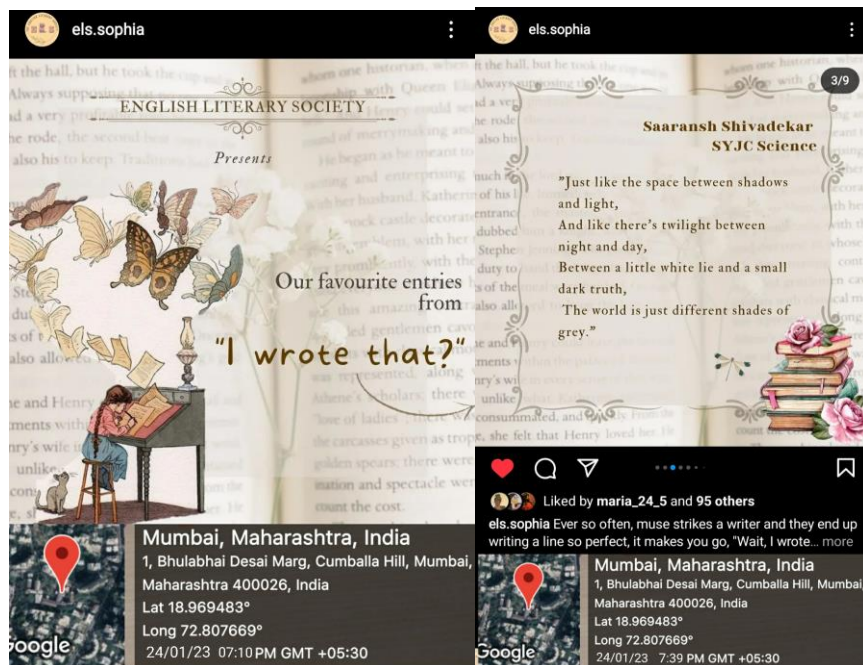 els.sophia
ENGLISH LITERARY SOCIETY
Presents
Our favourite entries
from
"I wrote that?"
Mumbai, Maharashtra, India
1, Bhulabhai Desai Marg, Cumballa Hill, Mumbai,
Maharashtra 400026, India
Lat 18.969483°
Long 72.807669°
24/01/23 07:10 PM GMT +05:30
Google
els.sophia
3/9
Saaransh Shivadekar
SYJC Science
"Just like the space between shadows
and light,
And like there's twilight between
night and day,
Between a little white lie and a small
dark truth,
The world is just different shades of
grey."
Liked by maria_24_5 and 95 others
els.sophia Ever so often, muse strikes a writer and they end up
writing a line so perfect, it makes you go, "Wait, I wrote... more
Mumbai, Maharashtra, India
1, Bhulabhai Desai Marg, Cumballa Hill, Mumbai
Maharashtra 400026, India
Lat 18.969483°
Long 72.807669°
24/01/23 7:39 PM GMT +05:30
Google